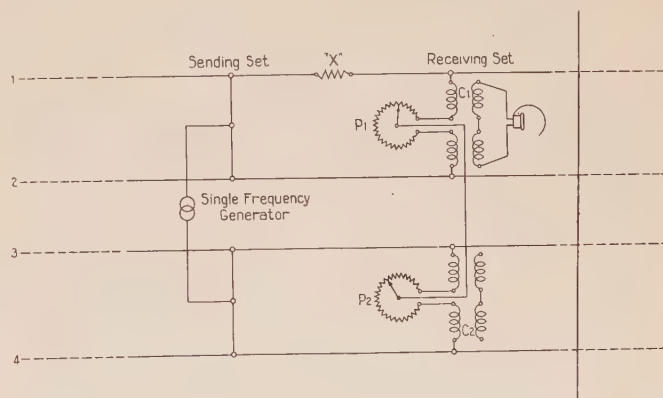 "X"
Sending Set
Receiving Set
1
C1
P1
2
Single Frequency
Generator
3
P2
C2
4